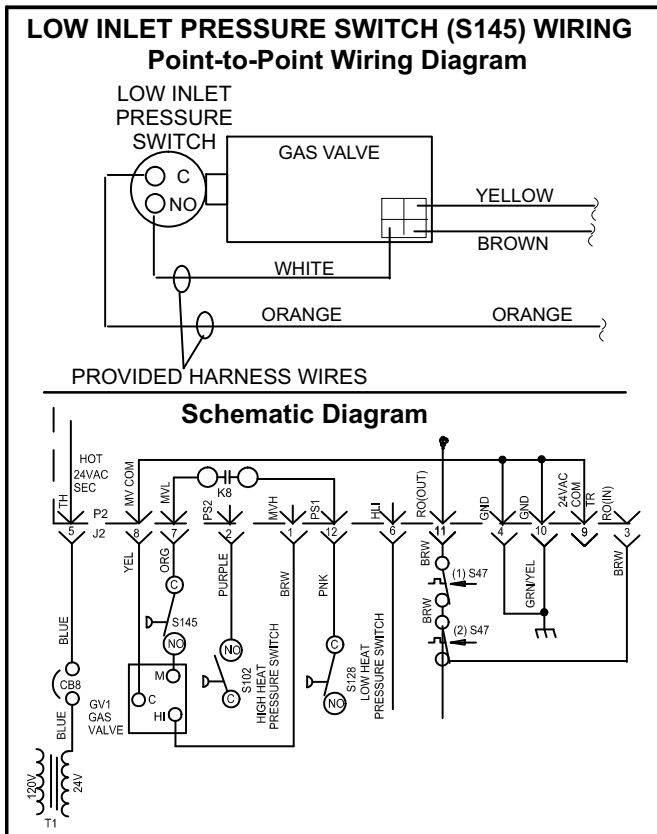 LOW INLET PRESSURE SWITCH (S145) WIRING
Point-to-Point Wiring Diagram
LOW INLET
PRESSURE
SWITCH
GAS VALVE
C
NO
YELLOW
BROWN
WHITE
ORANGE
ORANGE
PROVIDED HARNESS WIRES
Schematic Diagram
HOT
24VAC
SEC
TH
MV COM
MVL
K8
PS2
MVH
PS1
HLI
RO(OUT)
GND
GND
24VAC
COM
TR
RO(IN)
P2
J2
5
8
7
2
1
12
6
11
4
10
9
3
YEL
ORG
PURPLE
BRW
PNK
BRW
BRW
GRN/YEL
BRW
(1) S47
(2) S47
BLUE
CB8
BLUE
C
S145
NO
M
C
HI
GV1
GAS
VALVE
NO
C
S102
HIGH HEAT
PRESSURE SWITCH
C
NO
S128
LOW HEAT
PRESSURE SWITCH
120V
24V
T1